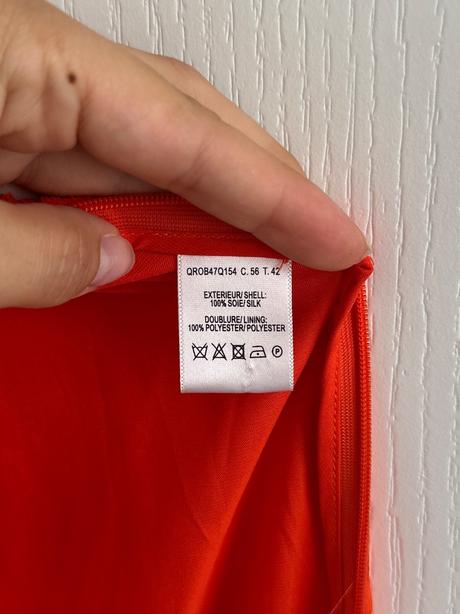 QROB47Q154 C. 56 T. 42
EXTERIEUR/SHELL:
100% SOIE/SILK
DOUBLURE/LINING:
100% POLYESTER/POLYESTER
P